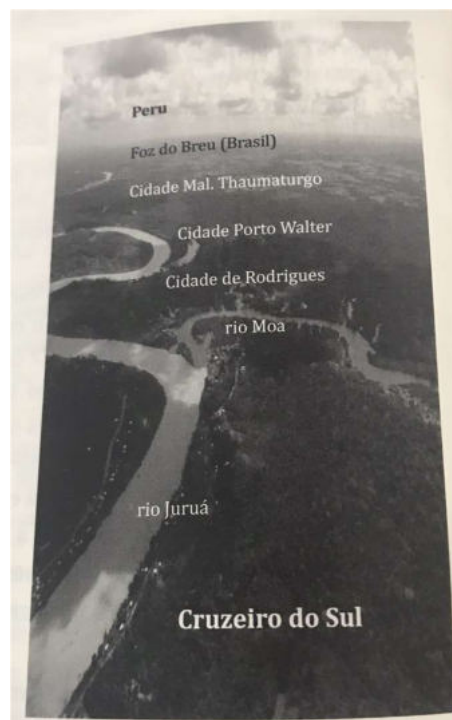 Peru
Foz do Breu (Brasil)
Cidade Mal. Thaumaturgo
Cidade Porto Walter
Cidade de Rodrigues
rio Moa
rio Juruá
Cruzeiro do Sul